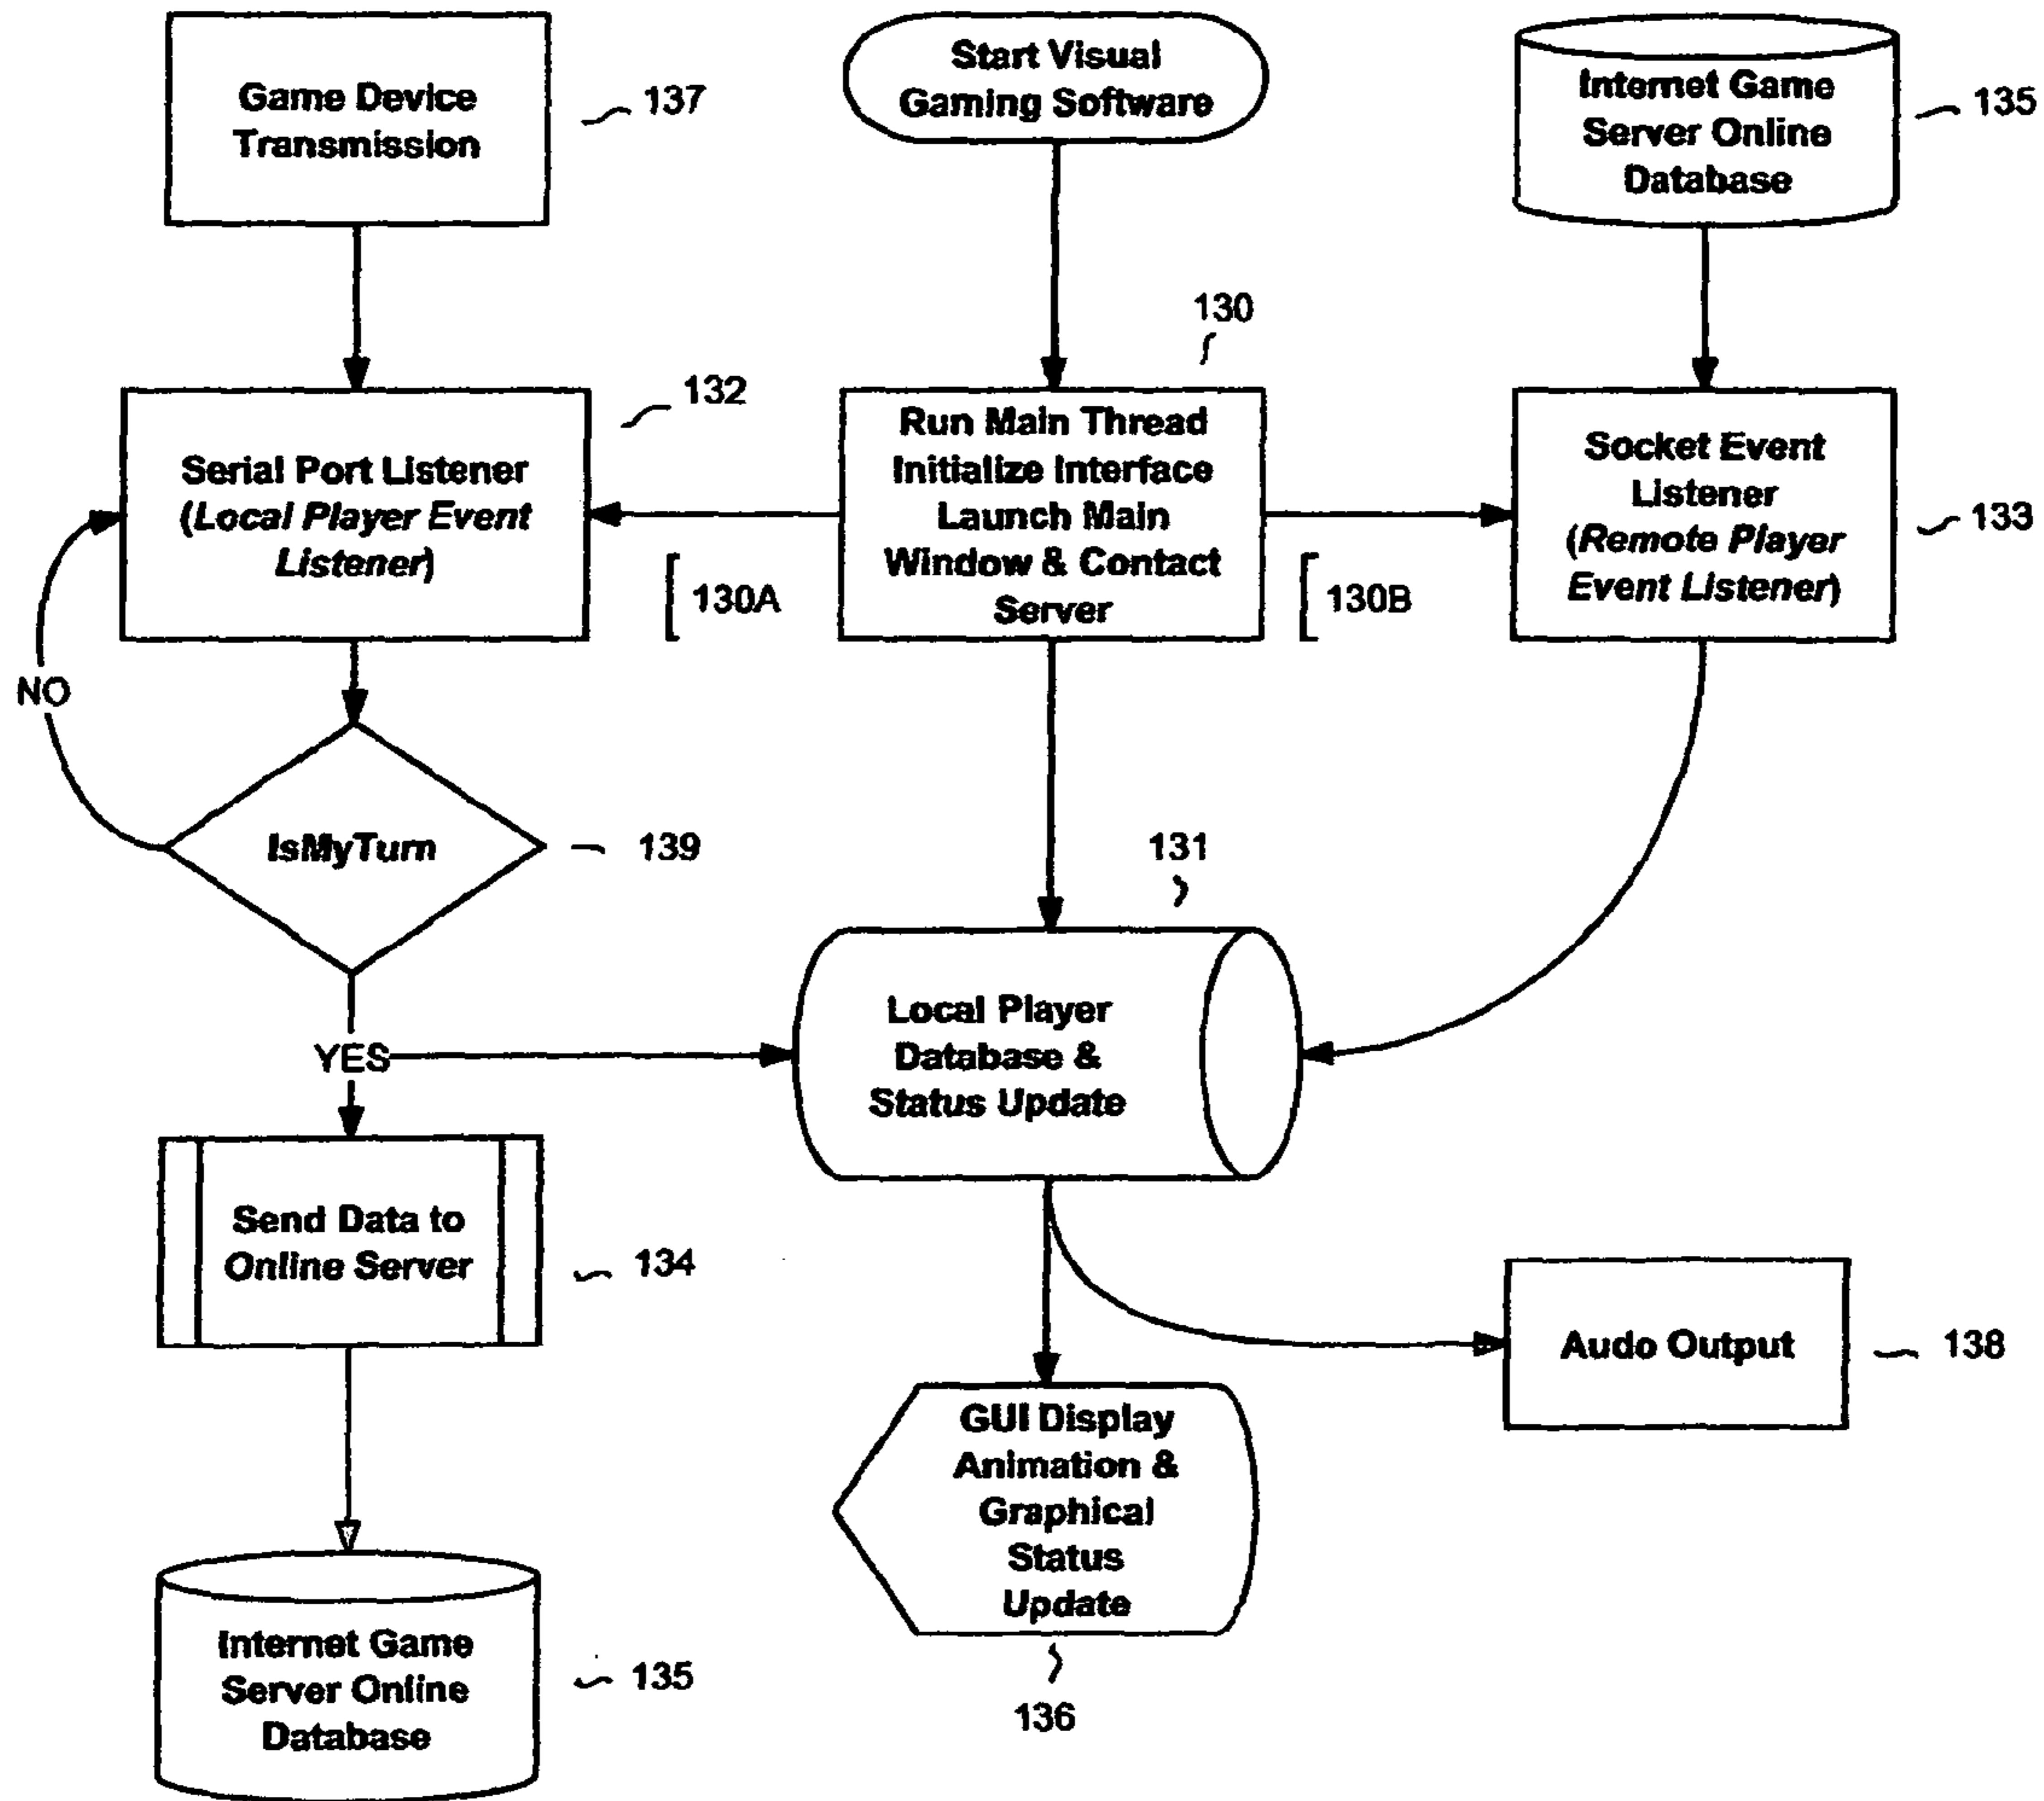 Game Device
Transmission
137
Start Visual
Gaming Software
Internet Game
Server Online
Database
135
130
132
Serial Port Listener
(Local Player Event
Listener)
Run Main Thread
Initialize Interface
Launch Main
Window & Contact
Server
Socket Event
Listener
(Remote Player
Event Listener)
133
130A
130B
NO
IsMyTurn
139
131
YES
Local Player
Database &
Status Update
Send Data to
Online Server
134
Audo Output
138
GUI Display
Animation &
Graphical
Status
Update
136
Internet Game
Server Online
Database
135